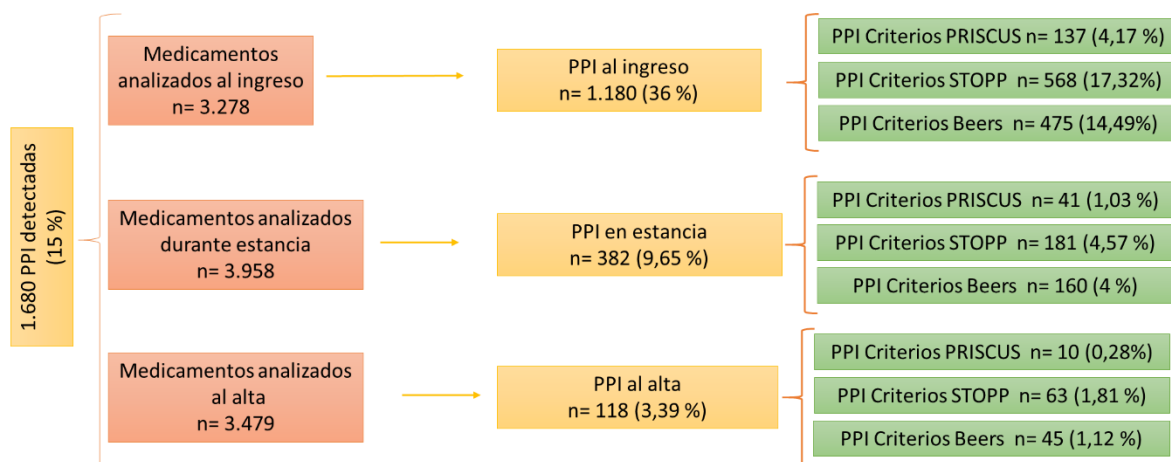 1.680 PPI detectadas
(15 %)
Medicamentos
analizados al ingreso
n= 3.278
PPI al ingreso
n= 1.180 (36 %)
PPI Criterios PRISCUS n= 137 (4,17 %)
PPI Criterios STOPP n= 568 (17,32%)
PPI Criterios Beers n= 475 (14,49%)
Medicamentos analizados
durante estancia
n= 3.958
PPI en estancia
n= 382 (9,65 %)
PPI Criterios PRISCUS n= 41 (1,03 %)
PPI Criterios STOPP n= 181 (4,57 %)
PPI Criterios Beers n= 160 (4 %)
Medicamentos analizados
al alta
n= 3.479
PPI al alta
n= 118 (3,39 %)
PPI Criterios PRISCUS n= 10 (0,28%)
PPI Criterios STOPP n= 63 (1,81 %)
PPI Criterios Beers n= 45 (1,12 %)